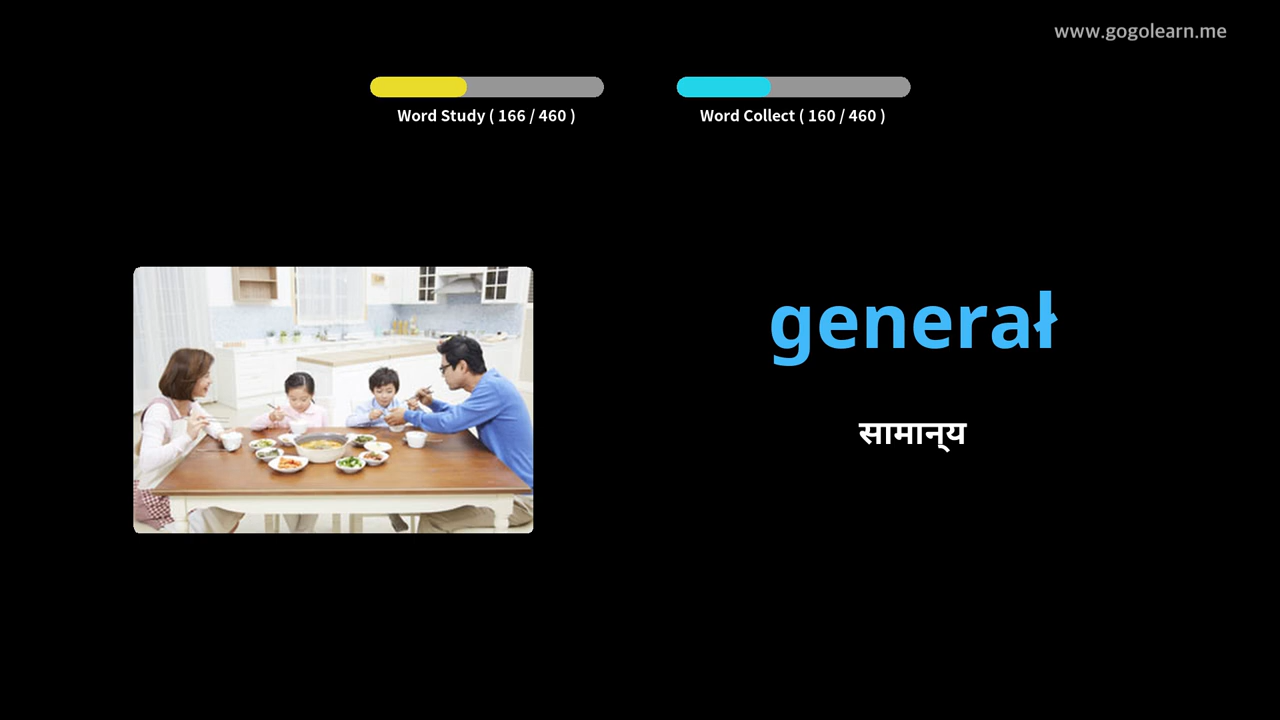 www.gogolearn.me
Word Study ( 166 / 460 )
Word Collect ( 160 / 460 )
generał
सामान्य